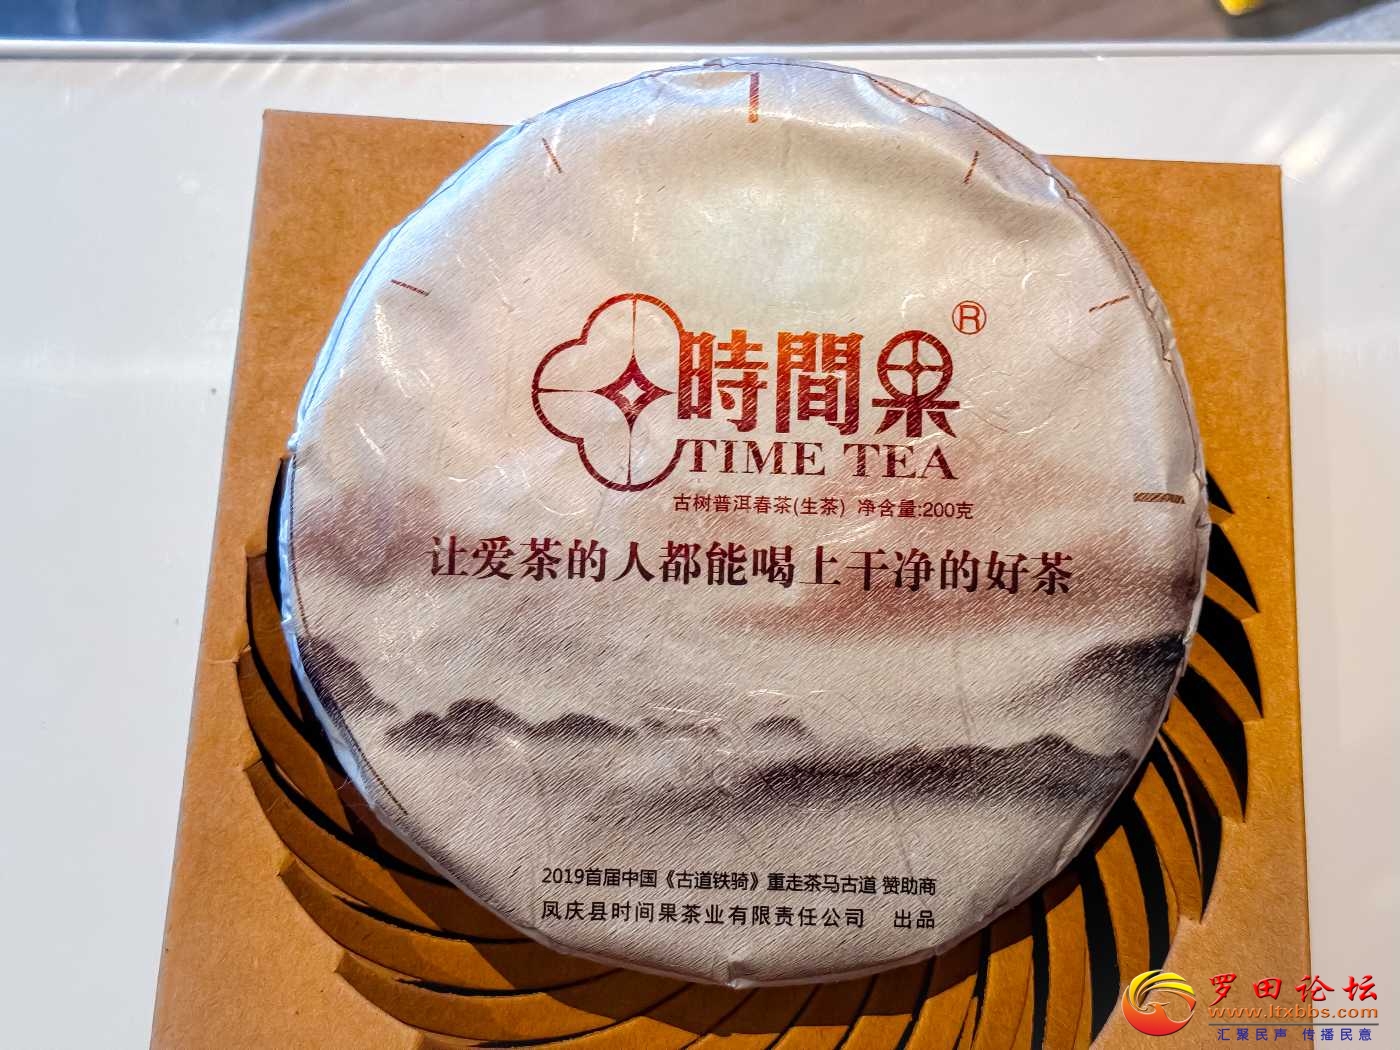 時間果®
TIME TEA
古树普洱春茶(生茶) 净含量:200克
让爱茶的人都能喝上干净的好茶
2019首届中国《古道铁骑》重走茶马古道 赞助商
凤庆县时间果茶业有限责任公司 出品
罗田论坛
www.ltxbbs.com
汇聚民声 传播民意